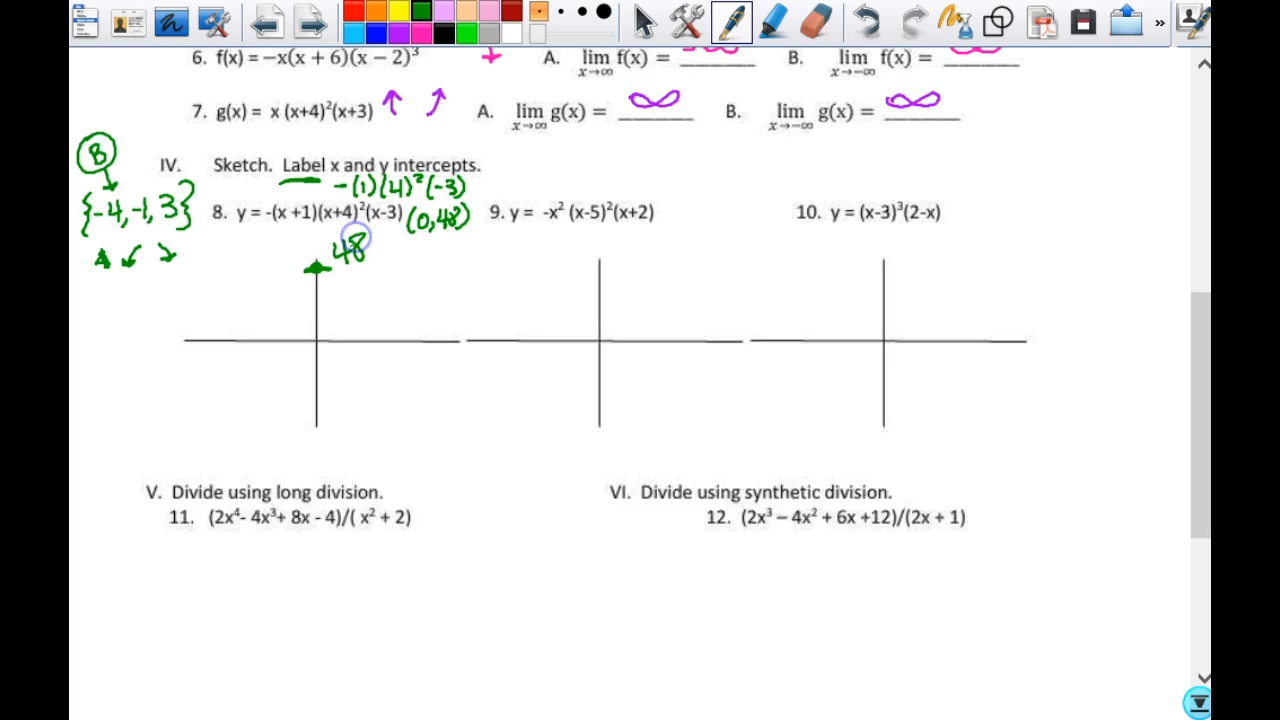 6. f(x) = −x(x + 6)(x − 2)³ + A. lim x→∞ f(x) = B. lim x→−∞ f(x) =
7. g(x) = x (x+4)²(x+3) A. lim x→∞ g(x) = ∞ B. lim x→−∞ g(x) = ∞
B
IV. Sketch. Label x and y intercepts.
-(1)(4)²(-3)
{-4,-1,3} 8. y = -(x +1)(x+4)²(x-3) (0,48) 9. y = -x² (x-5)²(x+2) 10. y = (x-3)³(2-x)
48
V. Divide using long division. VI. Divide using synthetic division.
11. (2x⁴- 4x³+ 8x - 4)/( x² + 2) 12. (2x³ – 4x² + 6x +12)/(2x + 1)